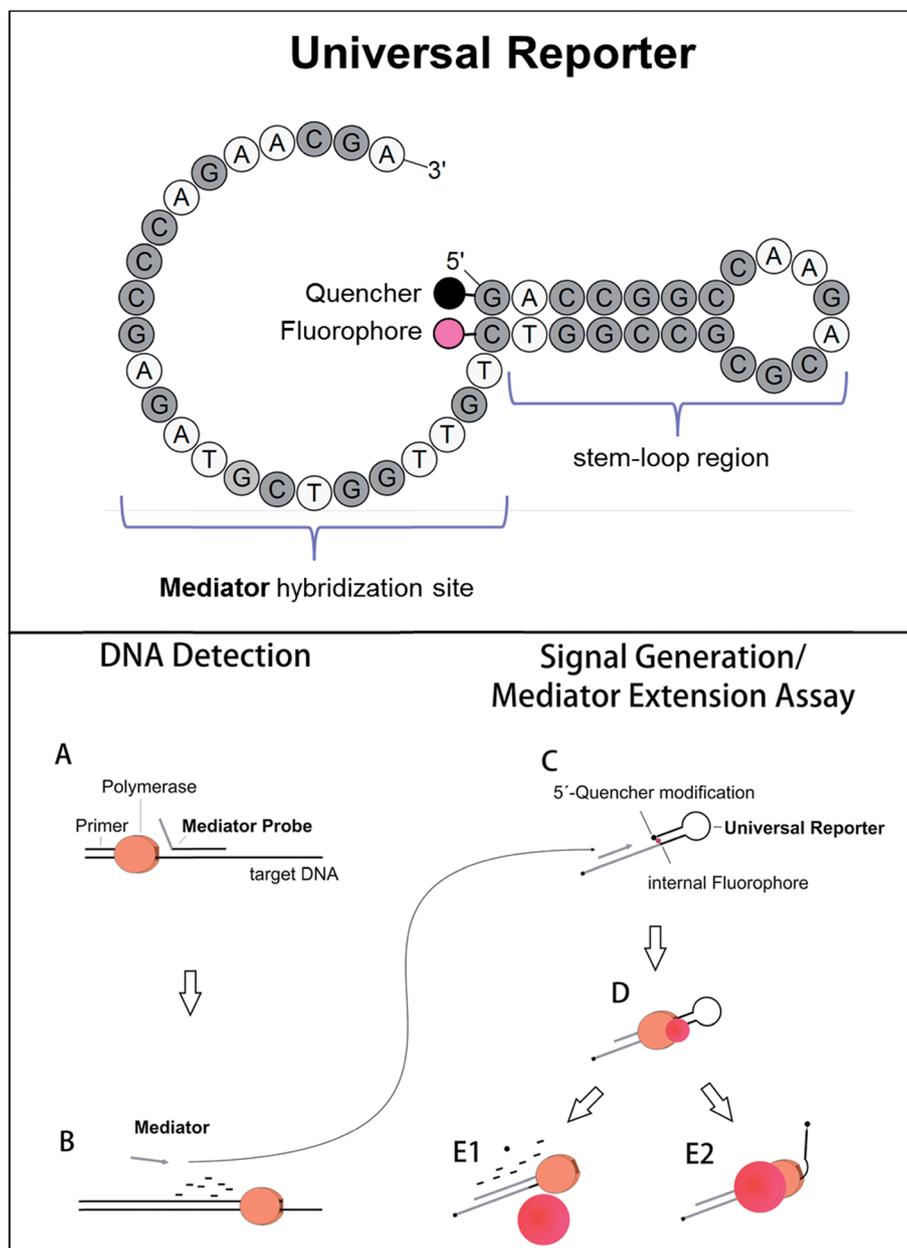 Universal Reporter
A G C A A G A C C C G A G A T G C T G G T T G T
3'
5'
Quencher
Fluorophore
G A C C G G C C A A G A
C T G G C C G C G C
stem-loop region
Mediator hybridization site
DNA Detection
Signal Generation/
Mediator Extension Assay
A
Polymerase
Primer
Mediator Probe
target DNA
C
5´-Quencher modification
Universal Reporter
internal Fluorophore
D
B
Mediator
E1
E2